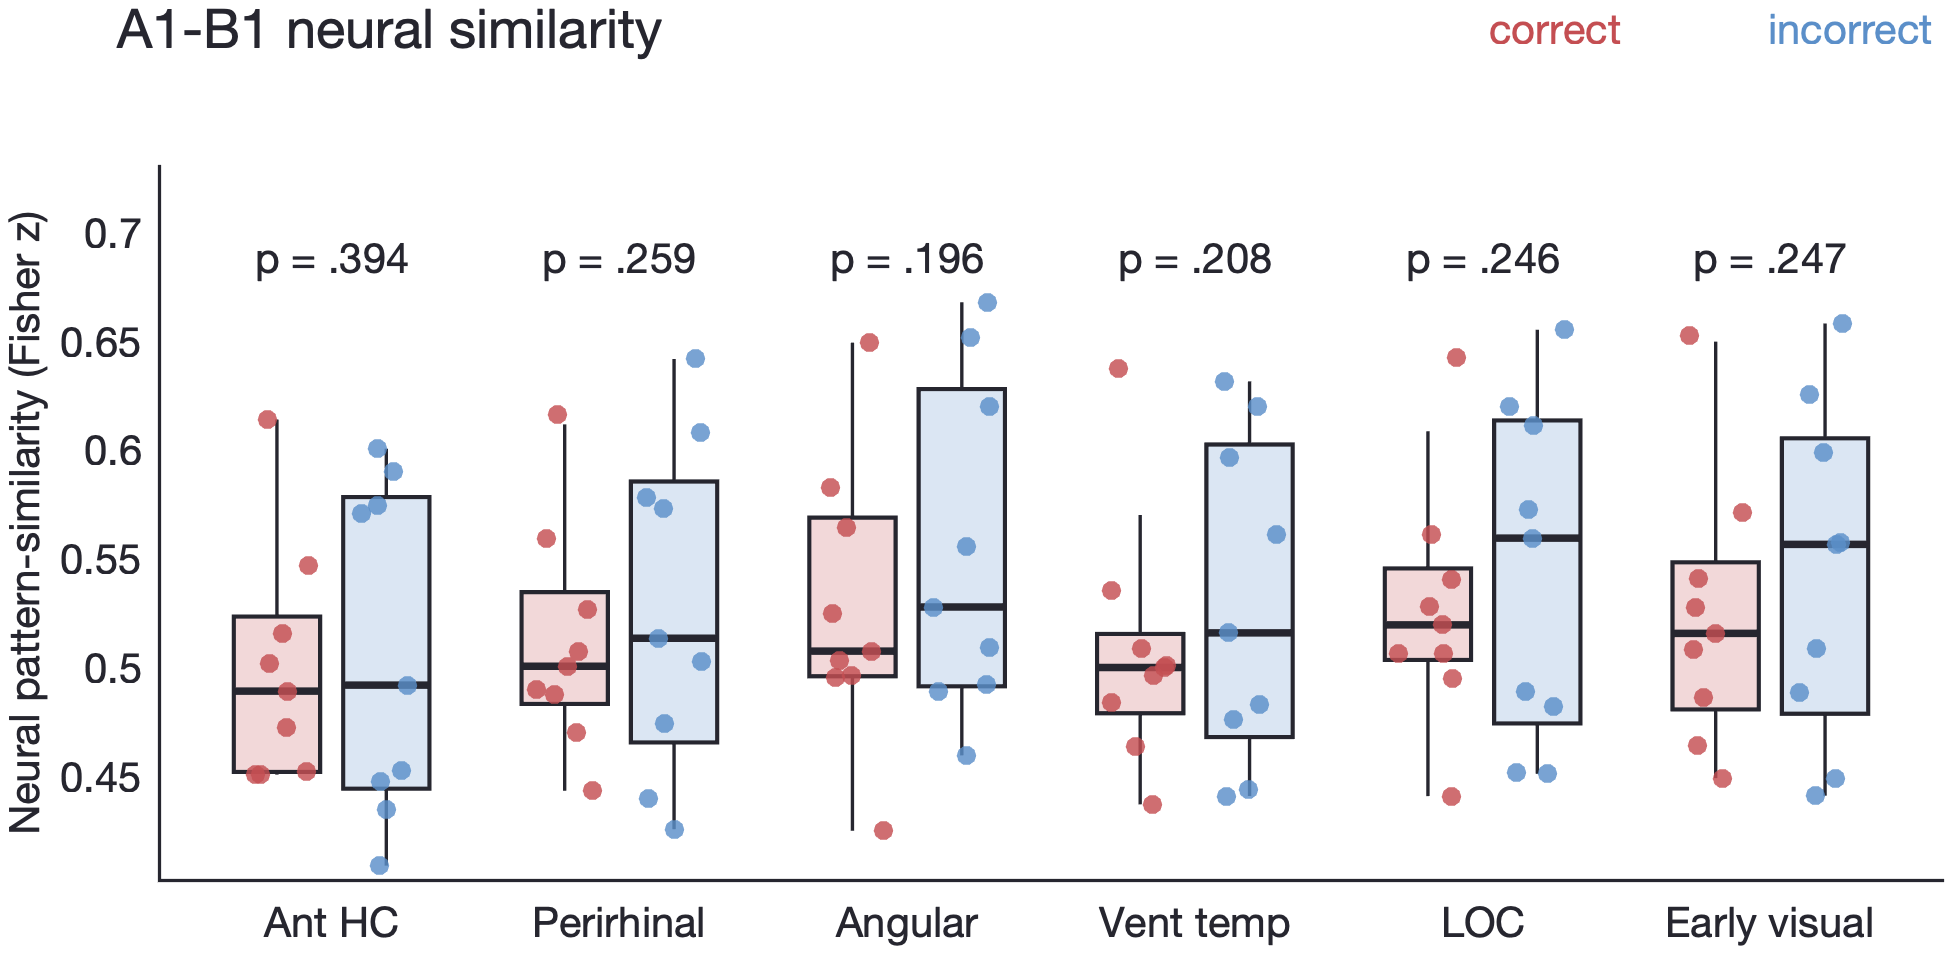 A1-B1 neural similarity
correct incorrect
Neural pattern-similarity (Fisher z)
0.7
0.65
0.6
0.55
0.5
0.45
p = .394 p = .259 p = .196 p = .208 p = .246 p = .247
Ant HC Perirhinal Angular Vent temp LOC Early visual